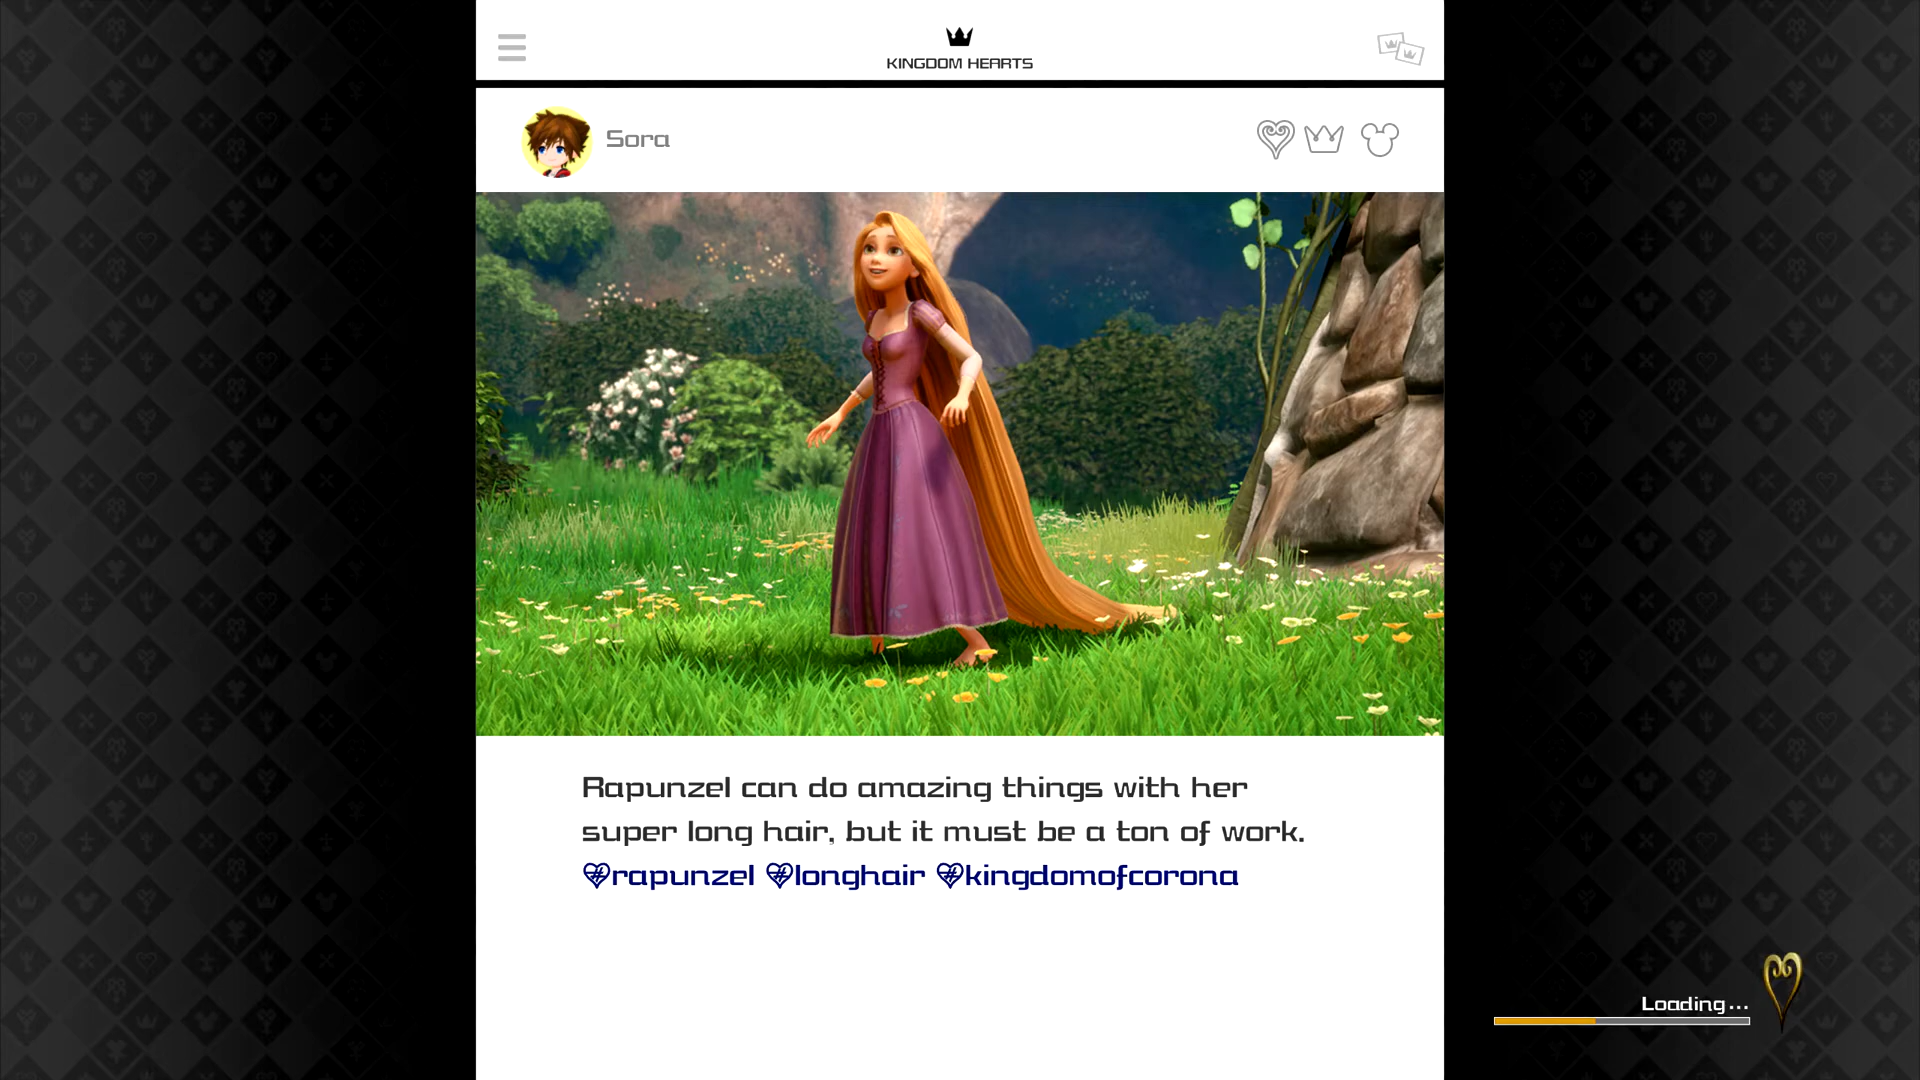 KINGDOM HEARTS
Sora
Rapunzel can do amazing things with her
super long hair, but it must be a ton of work.
#rapunzel #longhair #kingdomofcorona
Loading...